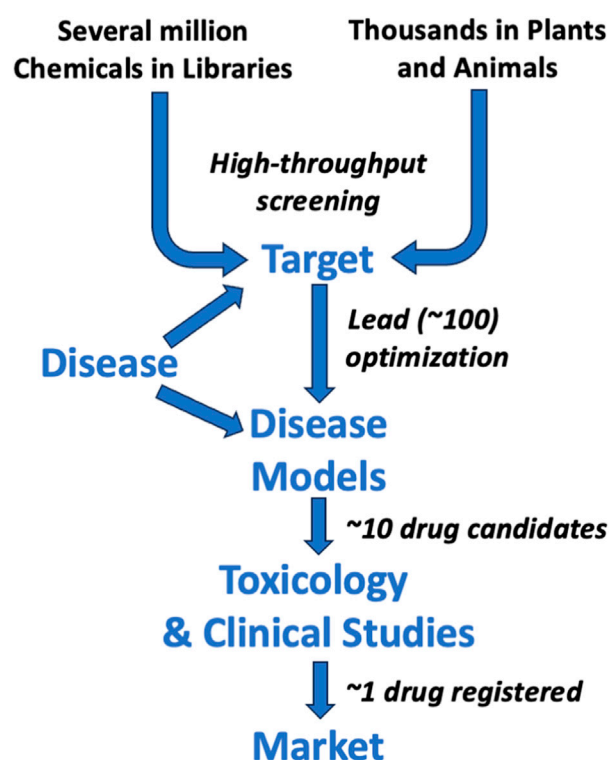 Several million
Chemicals in Libraries
Thousands in Plants
and Animals
High-throughput
screening
Target
Lead (~100)
optimization
Disease
Disease
Models
~10 drug candidates
Toxicology
& Clinical Studies
~1 drug registered
Market